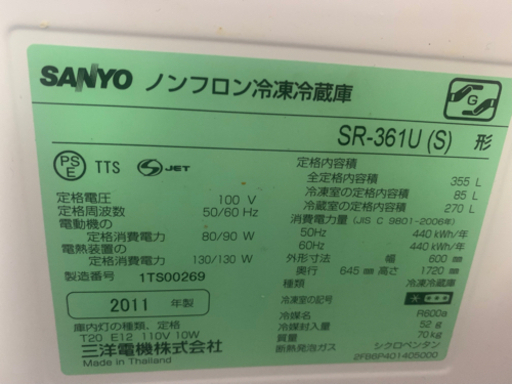 SANYO ノンフロン冷凍冷蔵庫
G
SR-361U (S) 形
PS E TTS S-JET
定格電圧 100 V
定格周波数 50/60 Hz
電動機の
定格消費電力 80/90 W
電熱装置の
定格消費電力 130/130 W
製造番号 1TS00269
2011 年製
庫内灯の種類、定格
T20 E12 110V 10W
三洋電機株式会社
Made in Thailand
定格内容積
全定格内容積 355 L
冷凍室の定格内容積 85 L
冷蔵室の定格内容積 270 L
消費電力量 (JIS C 9801-2006年)
50Hz 440 kWh/年
60Hz 440 kWh/年
外形寸法 幅 600 mm
奥行 645 mm 高さ 1720 mm
種類 冷凍冷蔵庫
冷凍室の記号
冷媒名 R600a
冷媒封入量 52 g
質量 70 kg
断熱発泡ガス シクロペンタン
2FB6P401405000